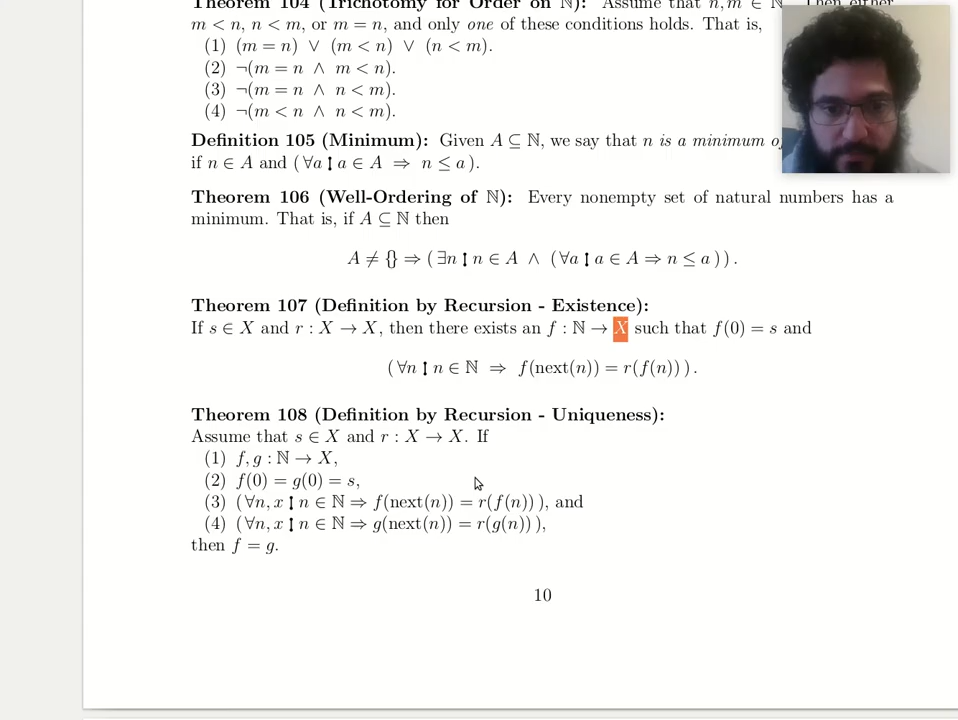 Theorem 104 (Trichotomy for Order on ℕ): Assume that n, m ∈ ℕ. Then either
m < n, n < m, or m = n, and only one of these conditions holds. That is,
(1) (m = n) ∨ (m < n) ∨ (n < m).
(2) ¬(m = n ∧ m < n).
(3) ¬(m = n ∧ n < m).
(4) ¬(m < n ∧ n < m).
Definition 105 (Minimum): Given A ⊆ ℕ, we say that n is a minimum
if n ∈ A and (∀a ⫯ a ∈ A ⇒ n ≤ a).
Theorem 106 (Well-Ordering of ℕ): Every nonempty set of natural numbers has a
minimum. That is, if A ⊆ ℕ then
A ≠ {} ⇒ (∃n ⫯ n ∈ A ∧ (∀a ⫯ a ∈ A ⇒ n ≤ a)).
Theorem 107 (Definition by Recursion - Existence):
If s ∈ X and r : X → X, then there exists an f : ℕ → X such that f(0) = s and
(∀n ⫯ n ∈ ℕ ⇒ f(next(n)) = r(f(n))).
Theorem 108 (Definition by Recursion - Uniqueness):
Assume that s ∈ X and r : X → X. If
(1) f, g : ℕ → X,
(2) f(0) = g(0) = s,
(3) (∀n, x ⫯ n ∈ ℕ ⇒ f(next(n)) = r(f(n))), and
(4) (∀n, x ⫯ n ∈ ℕ ⇒ g(next(n)) = r(g(n))),
then f = g.
10